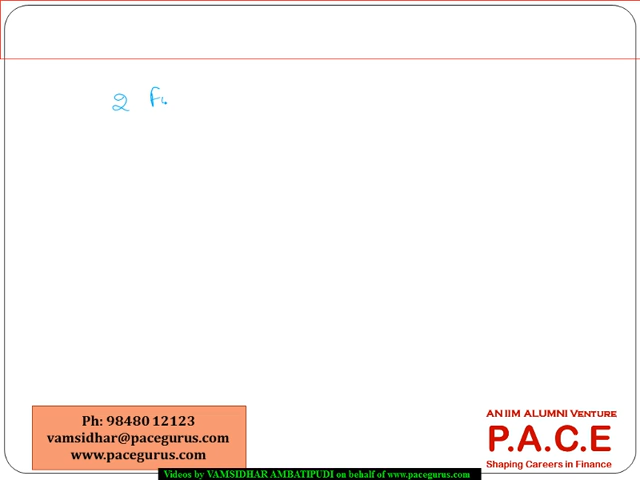 2 F
Ph: 98480 12123
vamsidhar@pacegurus.com
www.pacegurus.com
AN IIM ALUMNI VENTURE
P.A.C.E
Shaping Careers in Finance
Videos by VAMSIDHAR AMBATIPUDI on behalf of www.pacegurus.com